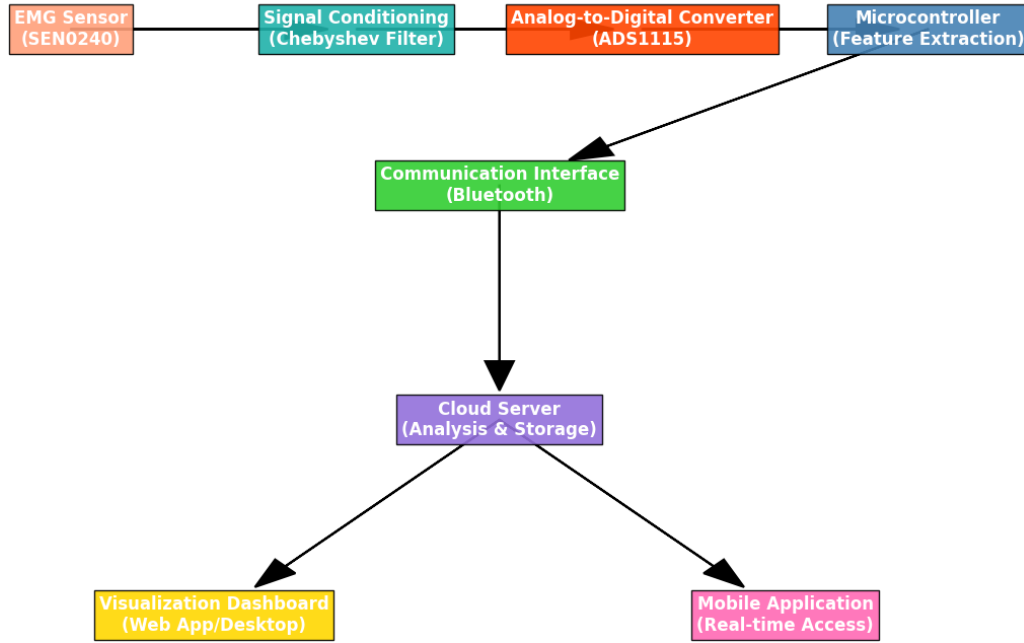 EMG Sensor
(SEN0240)
Signal Conditioning
(Chebyshev Filter)
Analog-to-Digital Converter
(ADS1115)
Microcontroller
(Feature Extraction)
Communication Interface
(Bluetooth)
Cloud Server
(Analysis & Storage)
Visualization Dashboard
(Web App/Desktop)
Mobile Application
(Real-time Access)